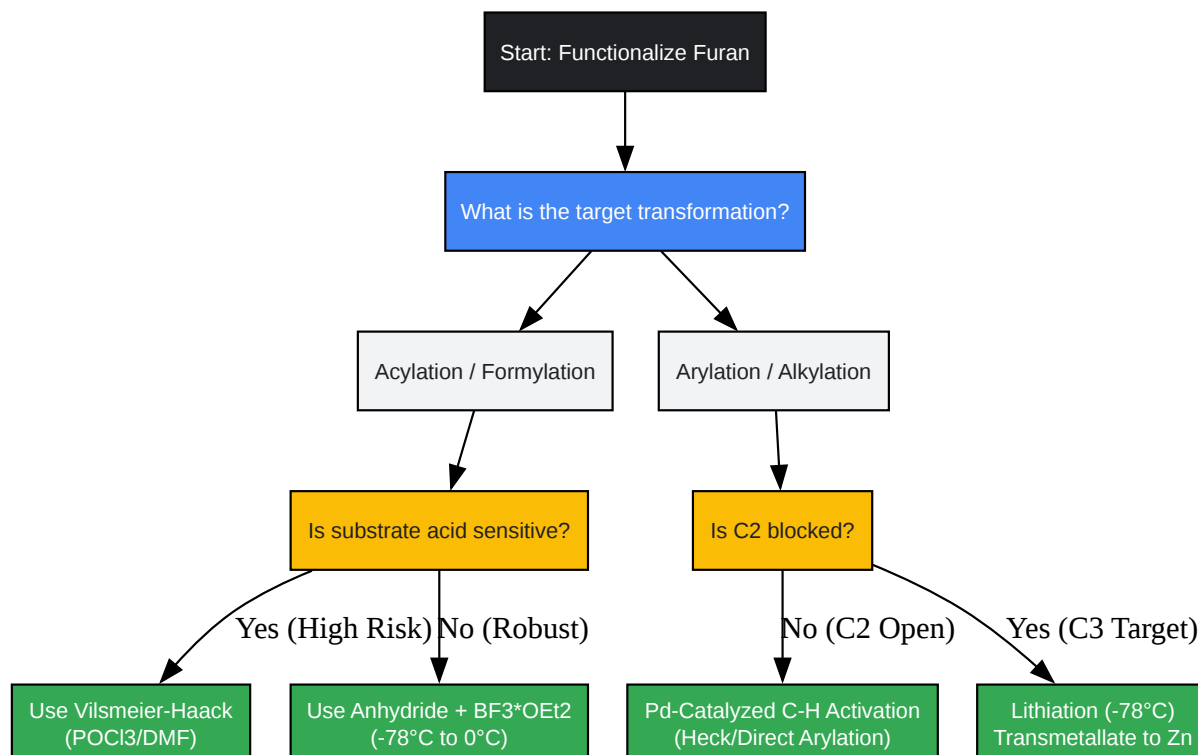 Start: Functionalize Furan
What is the target transformation?
Acylation / Formylation
Arylation / Alkylation
Is substrate acid sensitive?
Is C2 blocked?
Yes (High Risk)
No (Robust)
No (C2 Open)
Yes (C3 Target)
Use Vilsmeier-Haack
(POCl3/DMF)
Use Anhydride + BF3*OEt2
(-78°C to 0°C)
Pd-Catalyzed C-H Activation
(Heck/Direct Arylation)
Lithiation (-78°C)
Transmetallate to Zn